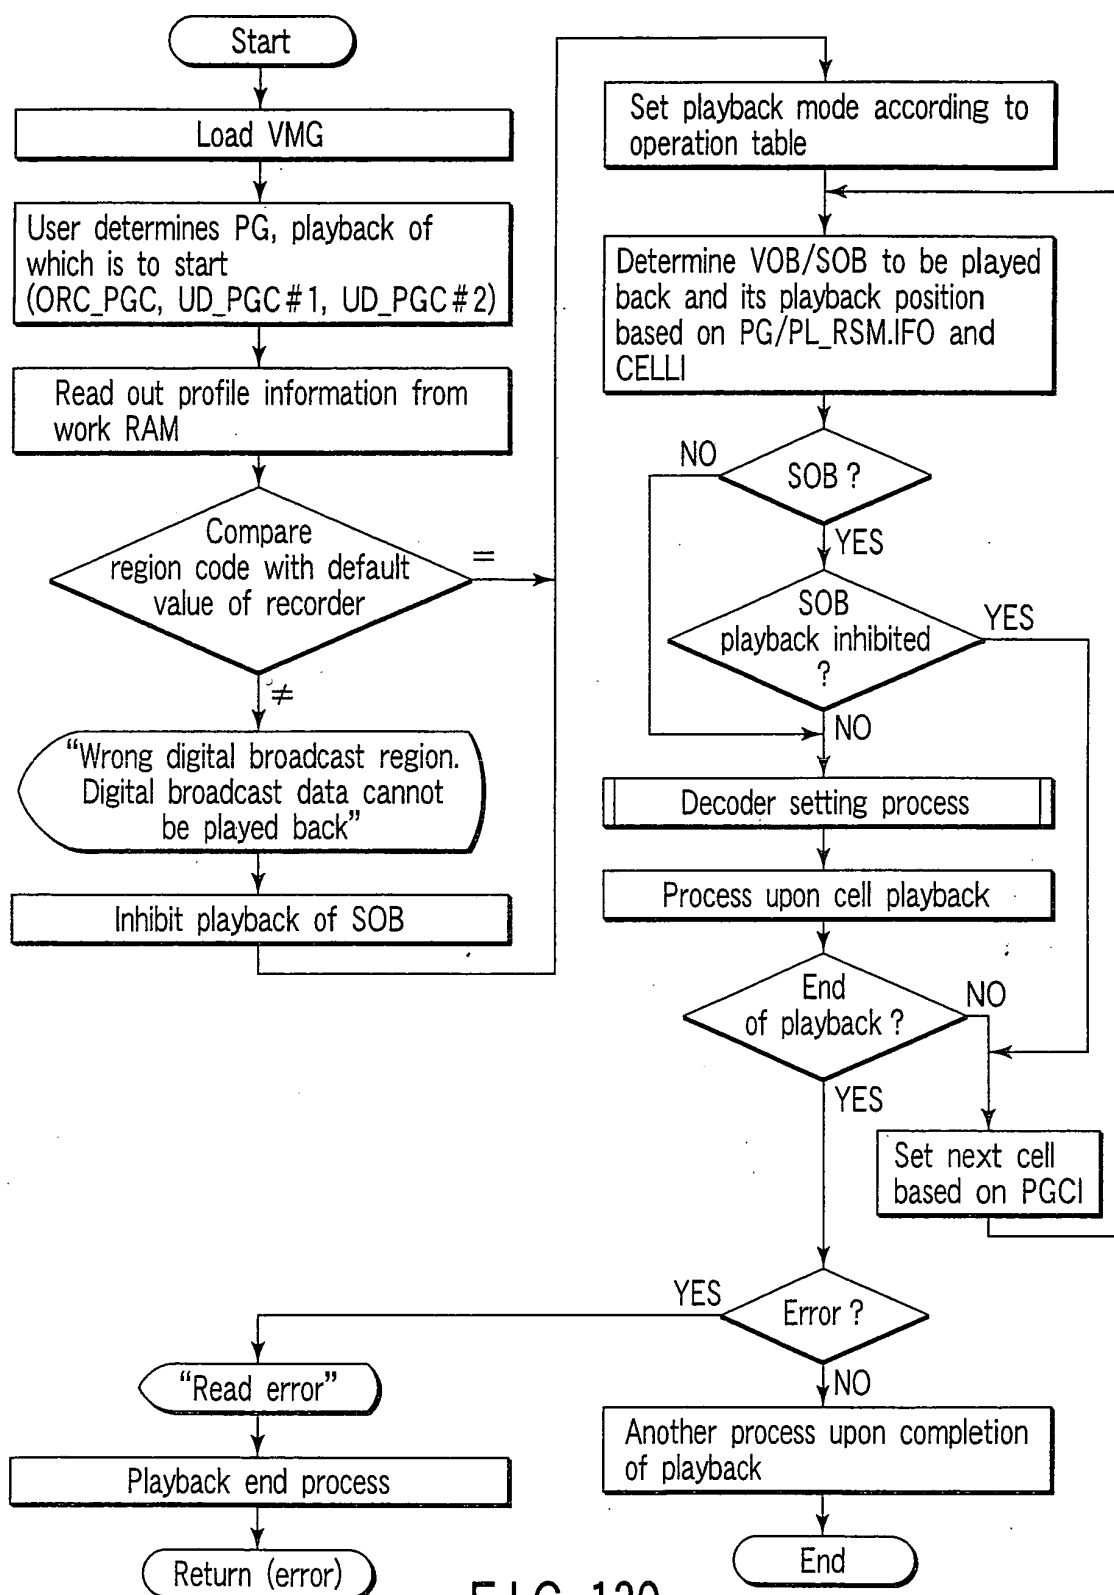 Start
Load VMG
User determines PG, playback of
which is to start
(ORC_PGC, UD_PGC#1, UD_PGC#2)
Read out profile information from
work RAM
Compare
region code with default
value of recorder
=
≠
“Wrong digital broadcast region.
Digital broadcast data cannot
be played back”
Inhibit playback of SOB
Set playback mode according to
operation table
Determine VOB/SOB to be played
back and its playback position
based on PG/PL_RSM.IFO and
CELLI
NO
SOB ?
YES
SOB
playback inhibited
?
YES
NO
Decoder setting process
Process upon cell playback
End
of playback ?
NO
YES
Set next cell
based on PGCI
YES
Error ?
“Read error”
NO
Another process upon completion
of playback
Playback end process
Return (error)
End